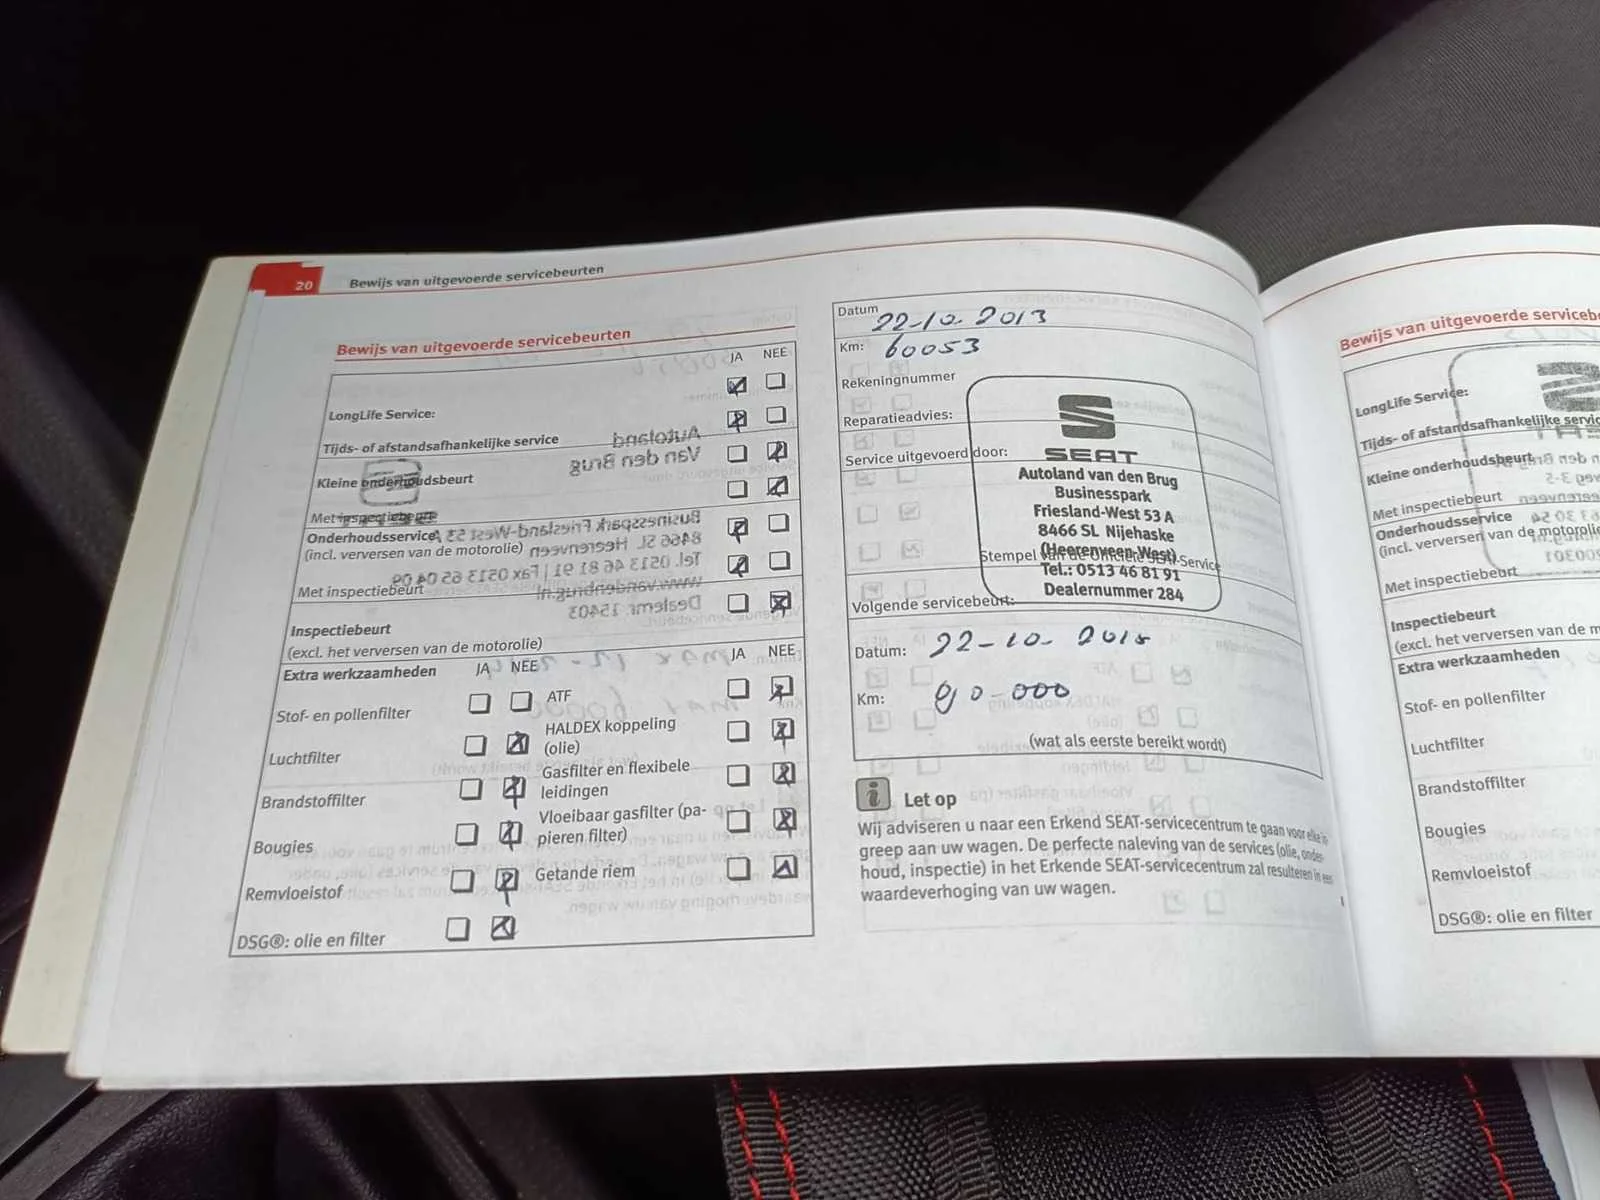 20 Bewijs van uitgevoerde servicebeurten
Bewijs van uitgevoerde servicebeurten
JA NEE
LongLife Service:
Tijds- of afstandsafhankelijke service
Kleine onderhoudsbeurt
Met inspectiebeurt
Onderhoudsservice
(incl. verversen van de motorolie)
Met inspectiebeurt
Inspectiebeurt
(excl. het verversen van de motorolie)
Extra werkzaamheden JA NEE JA NEE
Stof- en pollenfilter
Luchtfilter
Brandstoffilter
Bougies
Remvloeistof
DSG®: olie en filter
ATF
HALDEX koppeling
(olie)
Gasfilter en flexibele
leidingen
Vloeibaar gasfilter (pa-
pieren filter)
Getande riem
Datum 22-10-2013
Km: 60053
Rekeningnummer
Reparatieadvies:
Service uitgevoerd door:
SEAT
Autoland van den Brug
Businesspark
Friesland-West 53 A
8466 SL Nijehaske
(Heerenveen-West)
Tel.: 0513 46 81 91
Dealernummer 284
Stempel van de Officiële SEAT-Service
Volgende servicebeurt:
Datum: 22-10-2015
Km: 90-000
(wat als eerste bereikt wordt)
i Let op
Wij adviseren u naar een Erkend SEAT-servicecentrum te gaan voor elke in-
greep aan uw wagen. De perfecte naleving van de services (olie, onder-
houd, inspectie) in het Erkende SEAT-servicecentrum zal resulteren in een
waardeverhoging van uw wagen.
Bewijs van uitgevoerde
LongLife Service:
Tijds- of afstandsafhankelijke
Kleine onderhoudsbeurt
Met inspectiebeurt
Onderhoudsservice
(incl. verversen van de
Met inspectiebeurt
Inspectiebeurt
(excl. het verversen van de
Extra werkzaamheden
Stof- en pollenfilter
Luchtfilter
Brandstoffilter
Bougies
Remvloeistof
DSG®: olie en filter